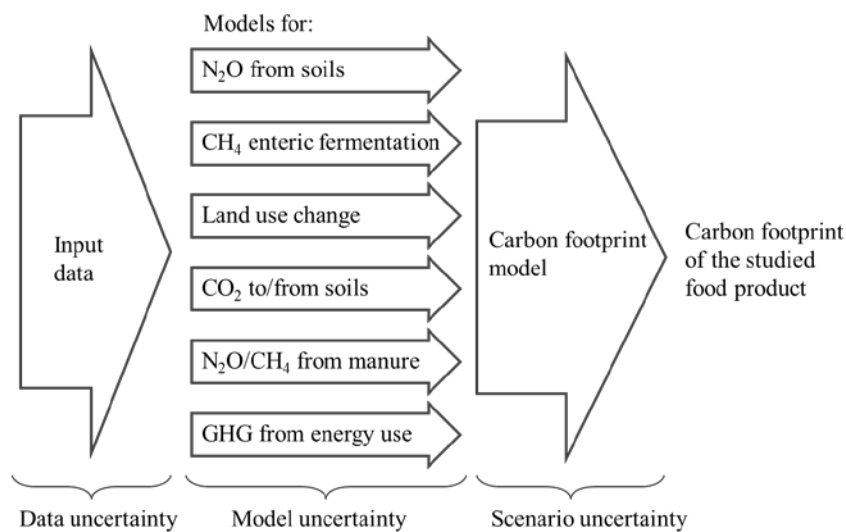 Models for:
N₂O from soils
CH₄ enteric fermentation
Land use change
CO₂ to/from soils
N₂O/CH₄ from manure
GHG from energy use
Input
data
Carbon footprint
model
Carbon footprint
of the studied
food product
Data uncertainty
Model uncertainty
Scenario uncertainty